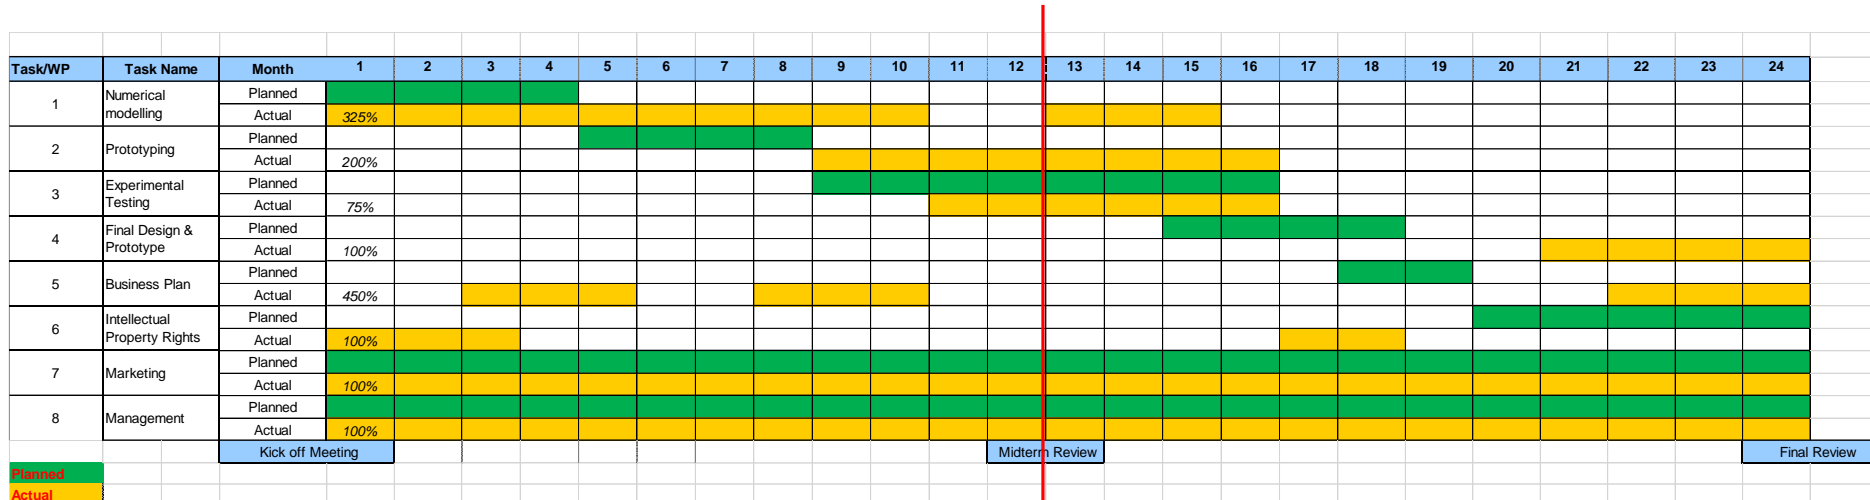 Task/WP Task Name Month 1 2 3 4 5 6 7 8 9 10 11 12 13 14 15 16 17 18 19 20 21 22 23 24
1 Numerical modelling Planned
Actual 325%
2 Prototyping Planned
Actual 200%
3 Experimental Testing Planned
Actual 75%
4 Final Design & Prototype Planned
Actual 100%
5 Business Plan Planned
Actual 450%
6 Intellectual Property Rights Planned
Actual 100%
7 Marketing Planned
Actual 100%
8 Management Planned
Actual 100%
Kick off Meeting Midterm Review Final Review
Planned
Actual